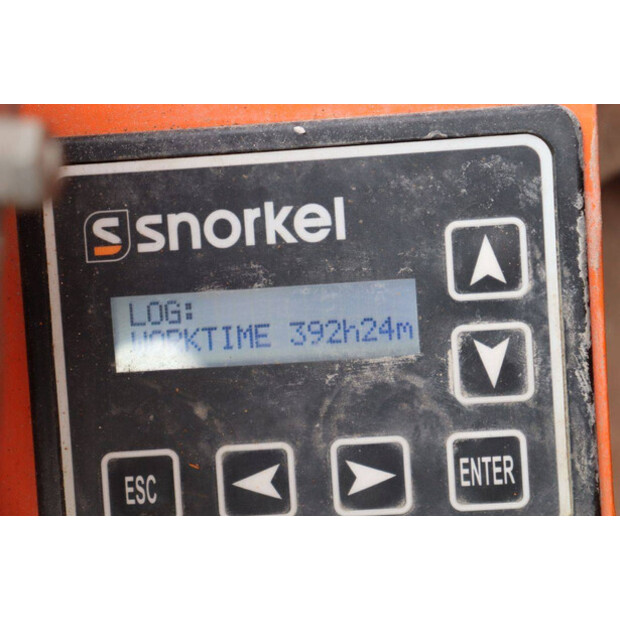 snorkel
LOG:
WORKTIME 392h24m
ESC
ENTER